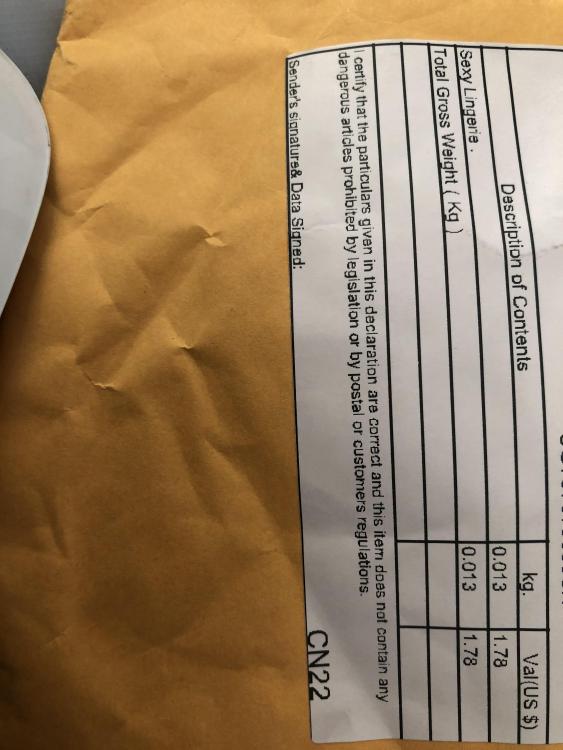 Description of Contents kg. Val(US $)
Sexy Lingerie . 0.013 1.78
Total Gross Weight ( Kg ) 0.013 1.78
I certify that the particulars given in this declaration are correct and this item does not contain any
dangerous articles prohibited by legislation or by postal or customers regulations.
Sender's signature& Data Signed: CN22